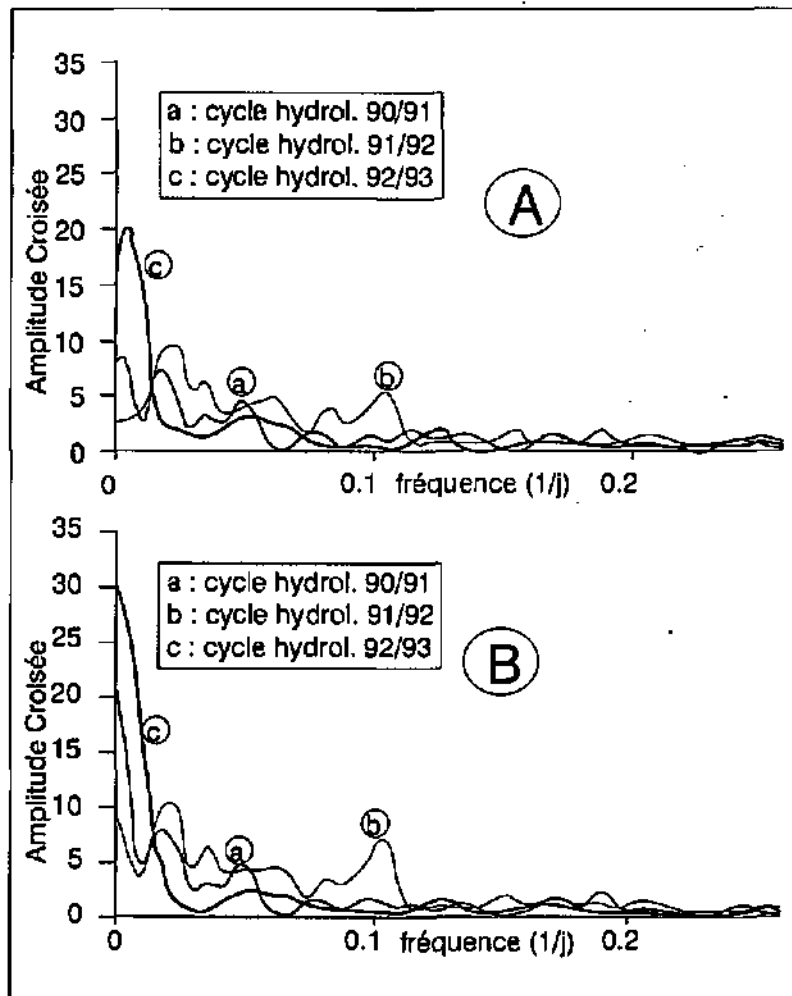 35
30
25
20
15
10
5
0
Amplitude Croisée
a : cycle hydrol. 90/91
b : cycle hydrol. 91/92
c : cycle hydrol. 92/93
A
c
a
b
0
0.1
fréquence (1/j)
0.2
35
30
25
20
15
10
5
0
Amplitude Croisée
a : cycle hydrol. 90/91
b : cycle hydrol. 91/92
c : cycle hydrol. 92/93
B
c
a
b
0
0.1
fréquence (1/j)
0.2